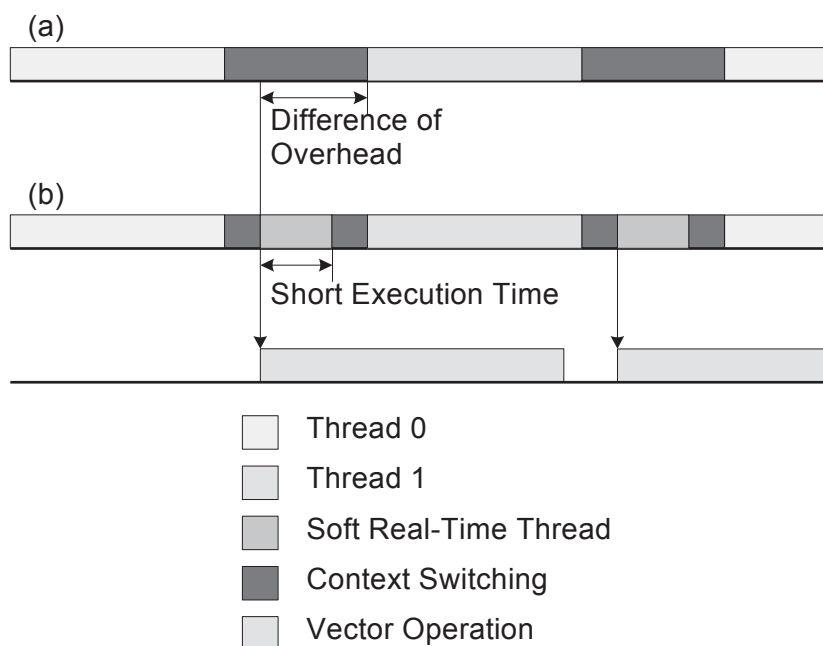 (a)
Difference of
Overhead
(b)
Short Execution Time
Thread 0
Thread 1
Soft Real-Time Thread
Context Switching
Vector Operation